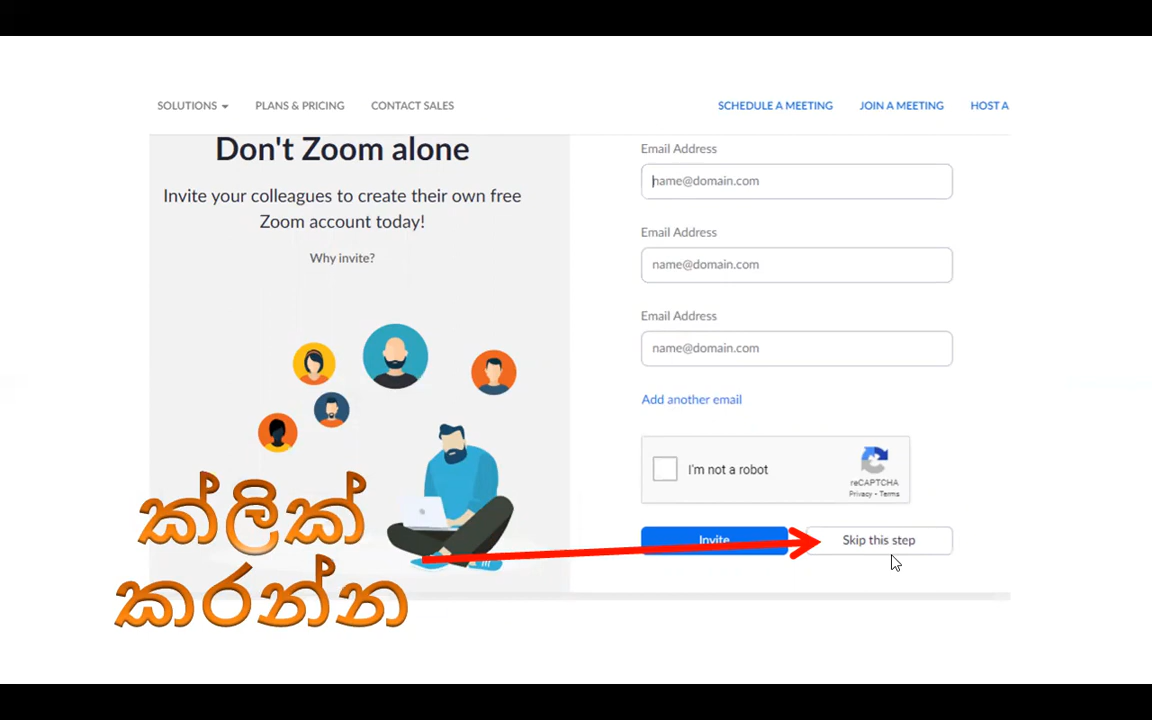 SOLUTIONS PLANS & PRICING CONTACT SALES SCHEDULE A MEETING JOIN A MEETING HOST A
Don't Zoom alone
Invite your colleagues to create their own free
Zoom account today!
Why invite?
Email Address
name@domain.com
Email Address
name@domain.com
Email Address
name@domain.com
Add another email
I'm not a robot
reCAPTCHA
Privacy - Terms
Invite
Skip this step
ක්ලික්
කරන්න